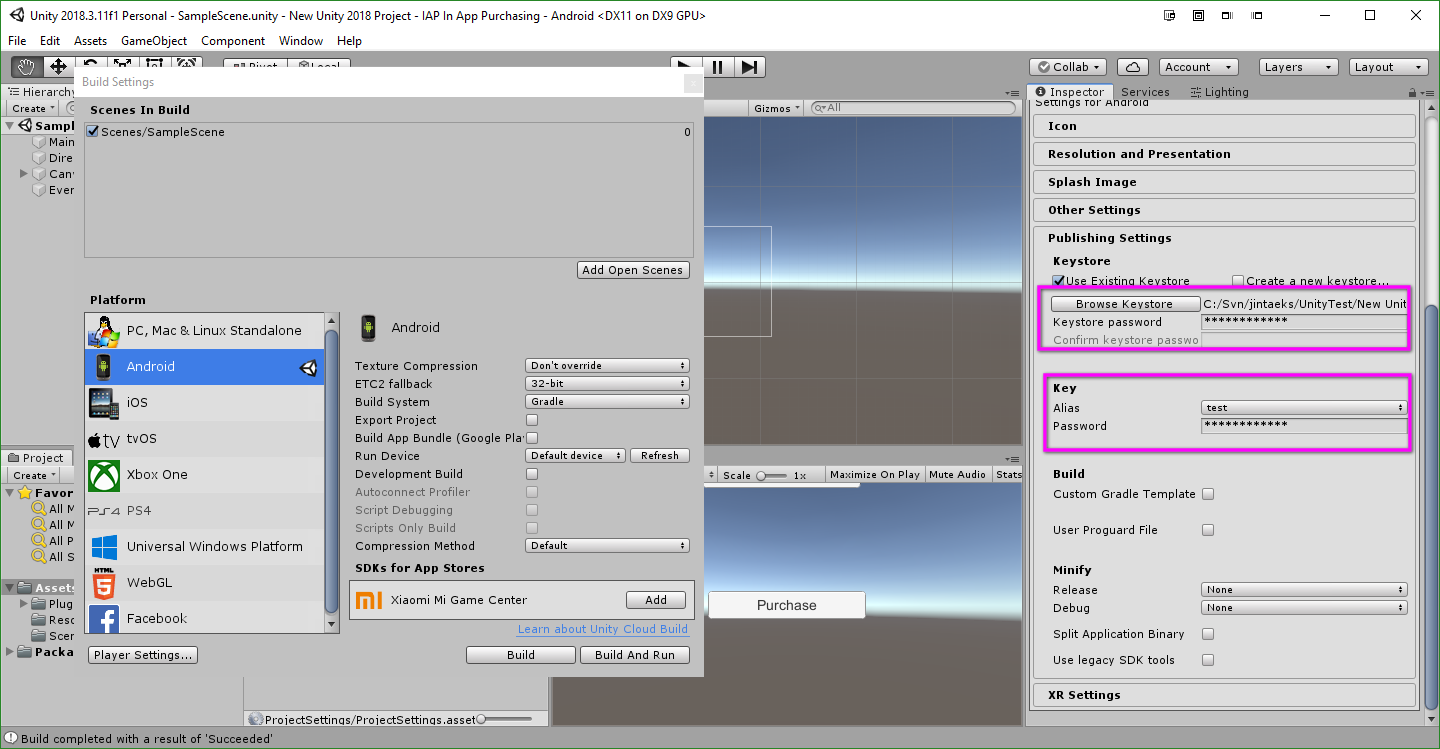 Unity 2018.3.11f1 Personal - SampleScene.unity - New Unity 2018 Project - IAP In App Purchasing - Android <DX11 on DX9 GPU>
File Edit Assets GameObject Component Window Help
Pivot Local
Collab Account Layers Layout
Hierarchy
Create
Sampl
Main
Dire
Canv
Even
Build Settings
Scenes In Build
Scenes/SampleScene 0
Add Open Scenes
Platform
PC, Mac & Linux Standalone
Android
iOS
tvOS
Xbox One
PS4
Universal Windows Platform
WebGL
Facebook
Player Settings...
Android
Texture Compression Don't override
ETC2 fallback 32-bit
Build System Gradle
Export Project
Build App Bundle (Google Pla
Run Device Default device Refresh
Development Build
Autoconnect Profiler
Script Debugging
Scripts Only Build
Compression Method Default
SDKs for App Stores
Xiaomi Mi Game Center Add
Learn about Unity Cloud Build
Build Build And Run
Gizmos All
Scale 1x Maximize On Play Mute Audio Stats
Purchase
Project
Create
Favor
All M
All M
All P
All S
Assets
Plug
Reso
Scen
Packa
ProjectSettings/ProjectSettings.asset
Build completed with a result of 'Succeeded'
Inspector Services Lighting
Settings for Android
Icon
Resolution and Presentation
Splash Image
Other Settings
Publishing Settings
Keystore
Use Existing Keystore Create a new keystore...
Browse Keystore C:/Svn/jintaeks/UnityTest/New Unit
Keystore password ************
Confirm keystore passwo
Key
Alias test
Password ************
Build
Custom Gradle Template
User Proguard File
Minify
Release None
Debug None
Split Application Binary
Use legacy SDK tools
XR Settings